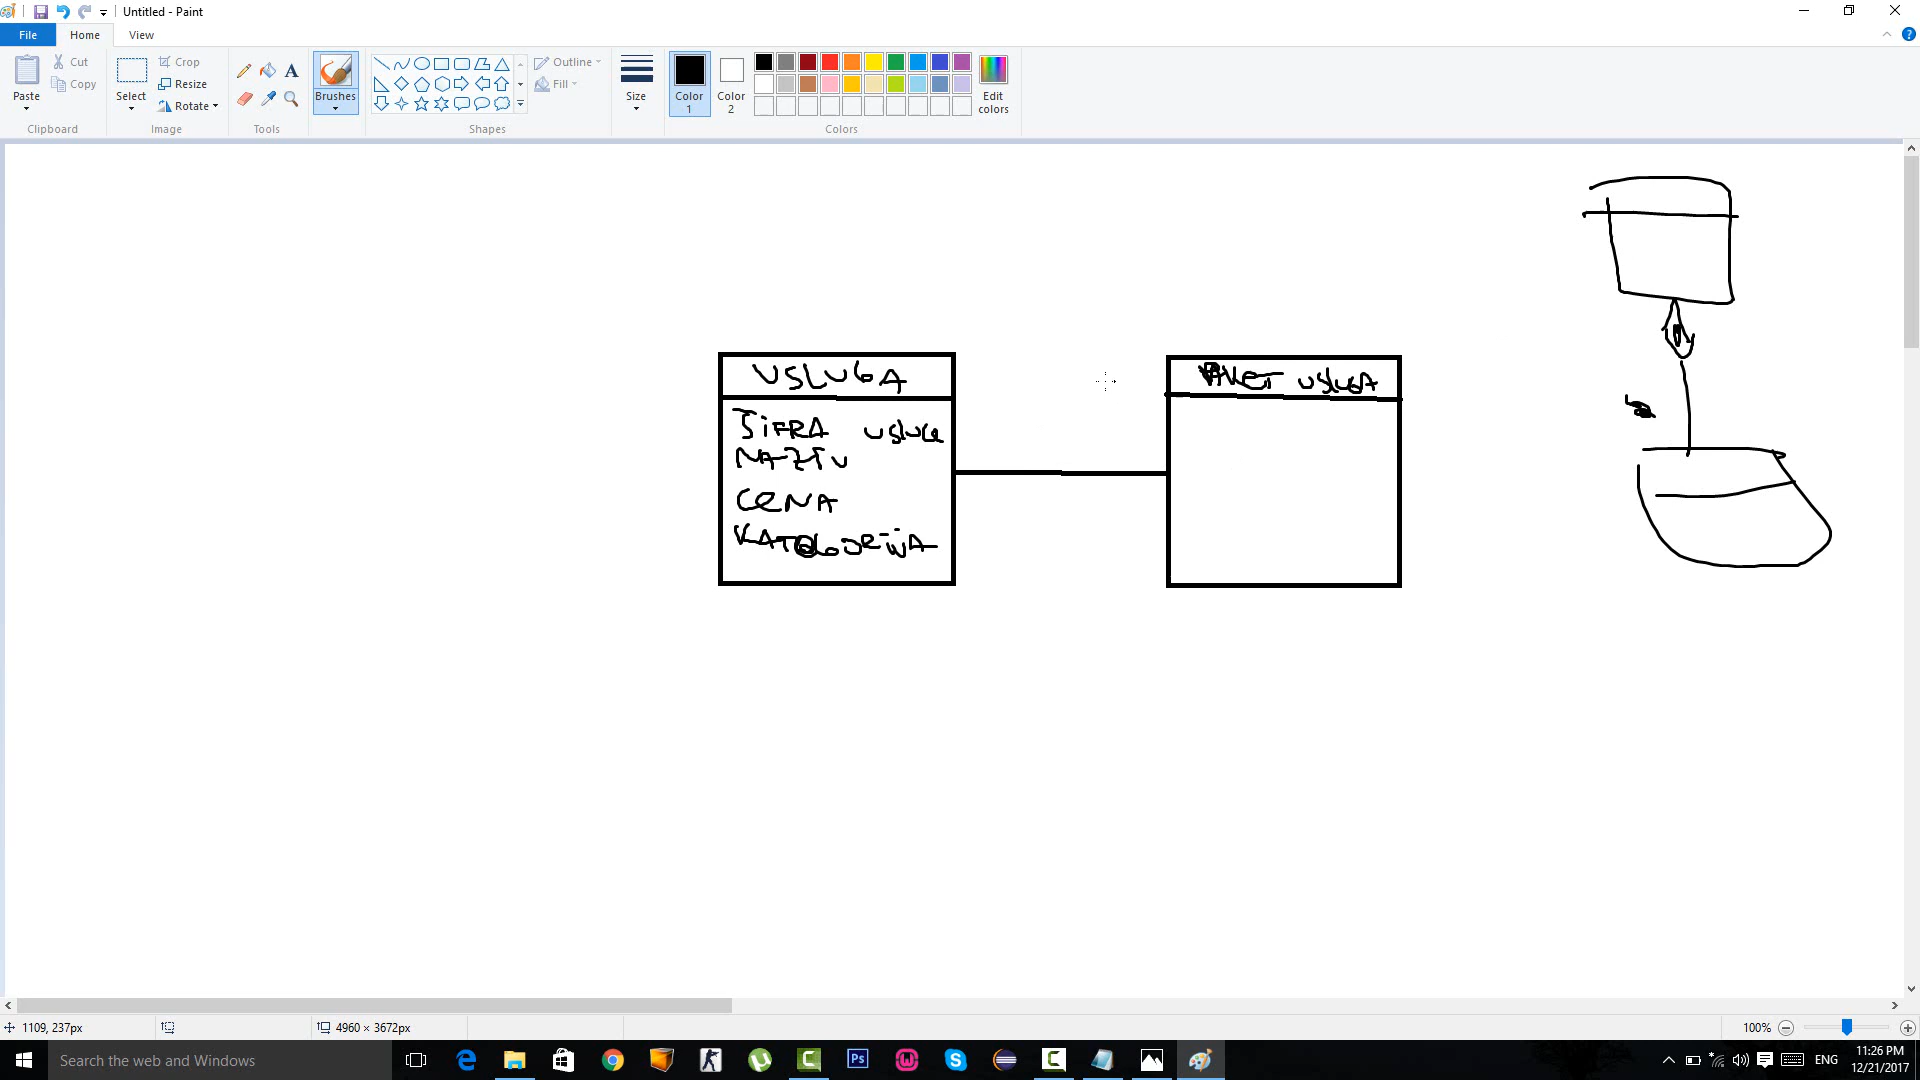 Untitled - Paint
File Home View
Paste
Cut
Copy
Clipboard
Select
Crop
Resize
Rotate
Image
Tools
Brushes
Shapes
Outline
Fill
Size
Color 1
Color 2
Edit colors
Colors
USLUGA
ŠIFRA
NAZIV
CENA
KATEGORIJA
USLUGA
1109, 237px
4960 × 3672px
100%
Search the web and Windows
ENG
11:26 PM
12/21/2017